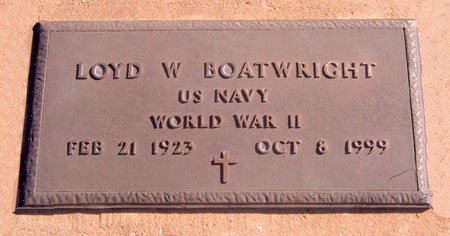 LOYD W BOATWRIGHT
US NAVY
WORLD WAR II
FEB 21 1923 OCT 8 1999